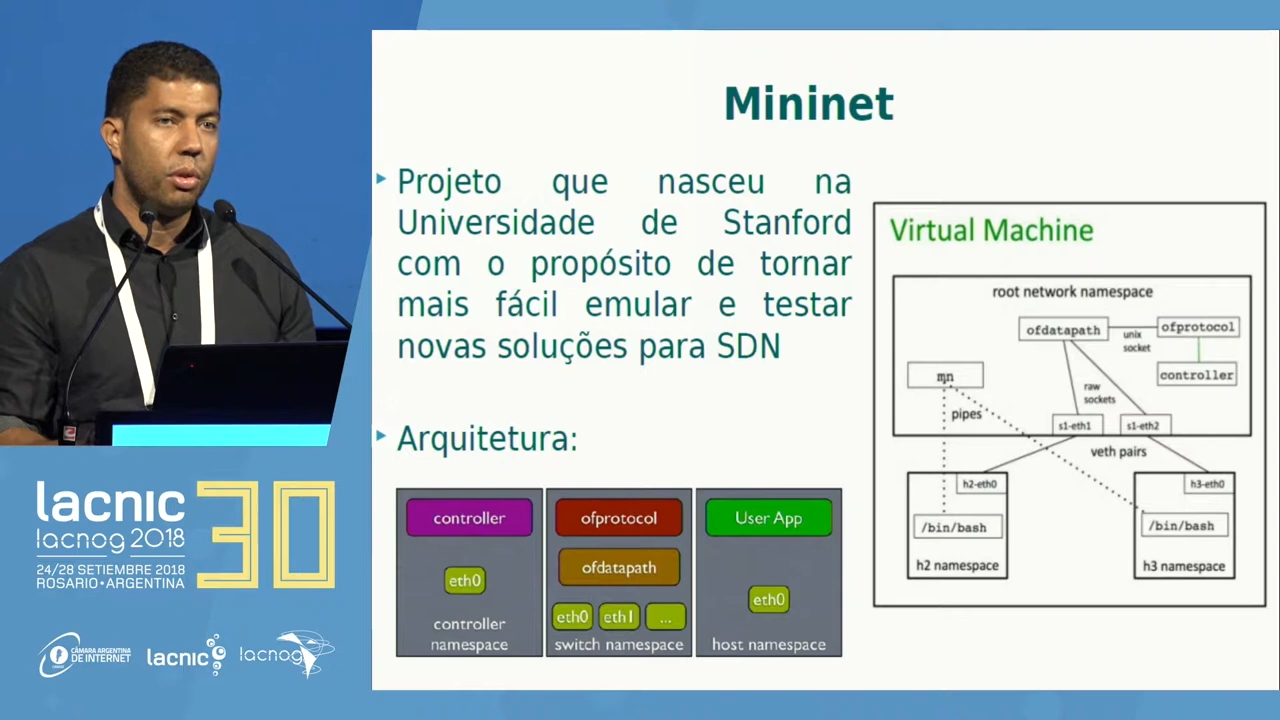 Mininet
Projeto que nasceu na
Universidade de Stanford
com o propósito de tornar
mais fácil emular e testar
novas soluções para SDN
Arquitetura:
controller
eth0
controller
namespace
ofprotocol
ofdatapath
eth0 eth1 ...
switch namespace
User App
eth0
host namespace
Virtual Machine
root network namespace
ofdatapath
unix
socket
ofprotocol
controller
mn
raw
sockets
pipes
s1-eth1 s1-eth2
veth pairs
h2-eth0
/bin/bash
h2 namespace
h3-eth0
/bin/bash
h3 namespace
lacnic 30
lacnog 2018
24/28 SETIEMBRE 2018
ROSARIO•ARGENTINA
CÁMARA ARGENTINA
DE INTERNET
lacnic
lacnog